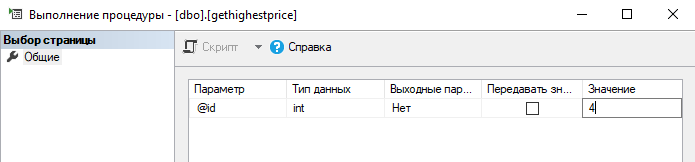 Выполнение процедуры - [dbo].[gethighestprice]
Выбор страницы
Общие
Скрипт Справка
Параметр Тип данных Выходные пар... Передавать зн... Значение
@id int Нет 4